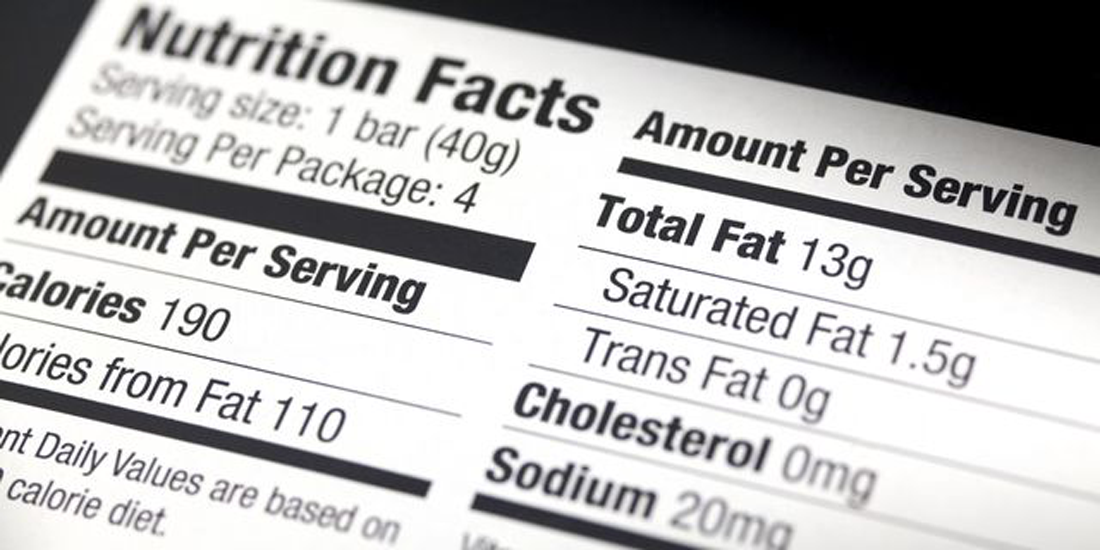 Nutrition Facts
Serving size: 1 bar (40g)
Serving Per Package: 4
Amount Per Serving
Calories 190
lories from Fat 110
nt Daily Values are based on
calorie diet.
Amount Per Serving
Total Fat 13g
Saturated Fat 1.5g
Trans Fat 0g
Cholesterol 0mg
Sodium 20mg